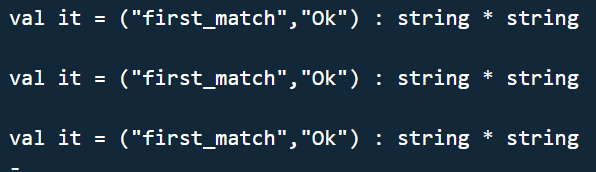 val it = ("first_match","Ok") : string * string
val it = ("first_match","Ok") : string * string
val it = ("first_match","Ok") : string * string
-